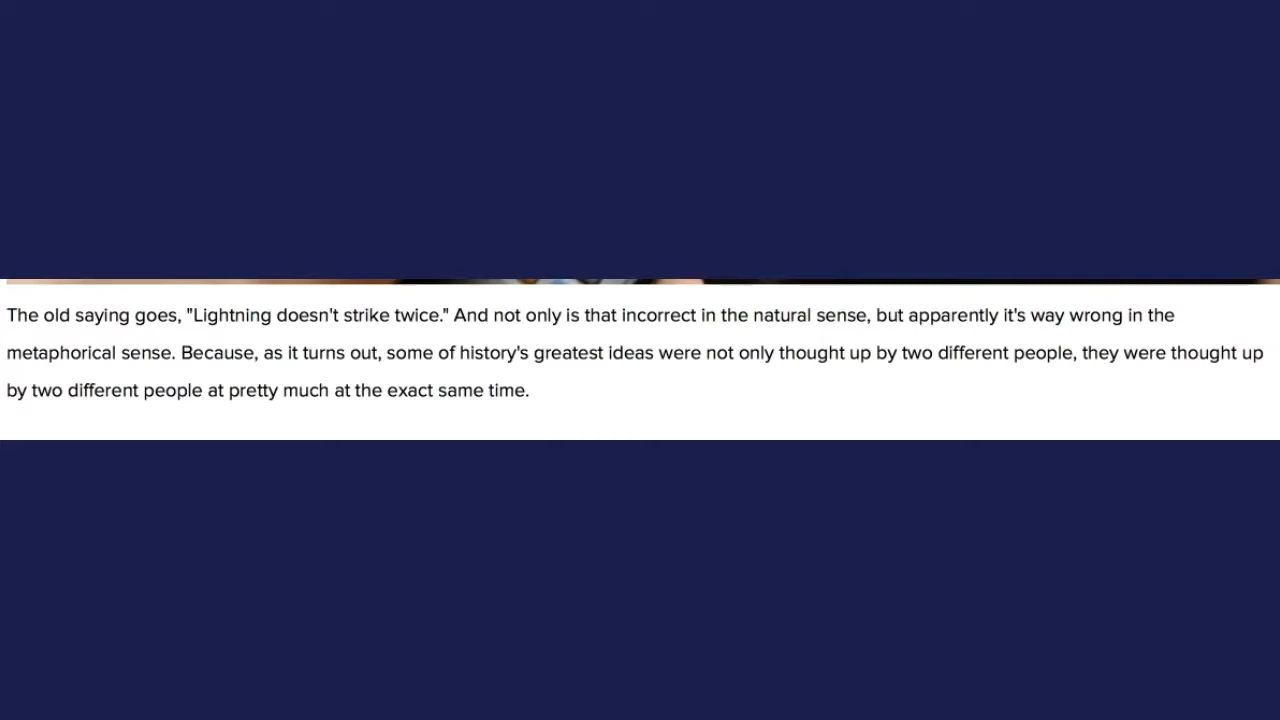 The old saying goes, "Lightning doesn't strike twice." And not only is that incorrect in the natural sense, but apparently it's way wrong in the
metaphorical sense. Because, as it turns out, some of history's greatest ideas were not only thought up by two different people, they were thought up
by two different people at pretty much at the exact same time.